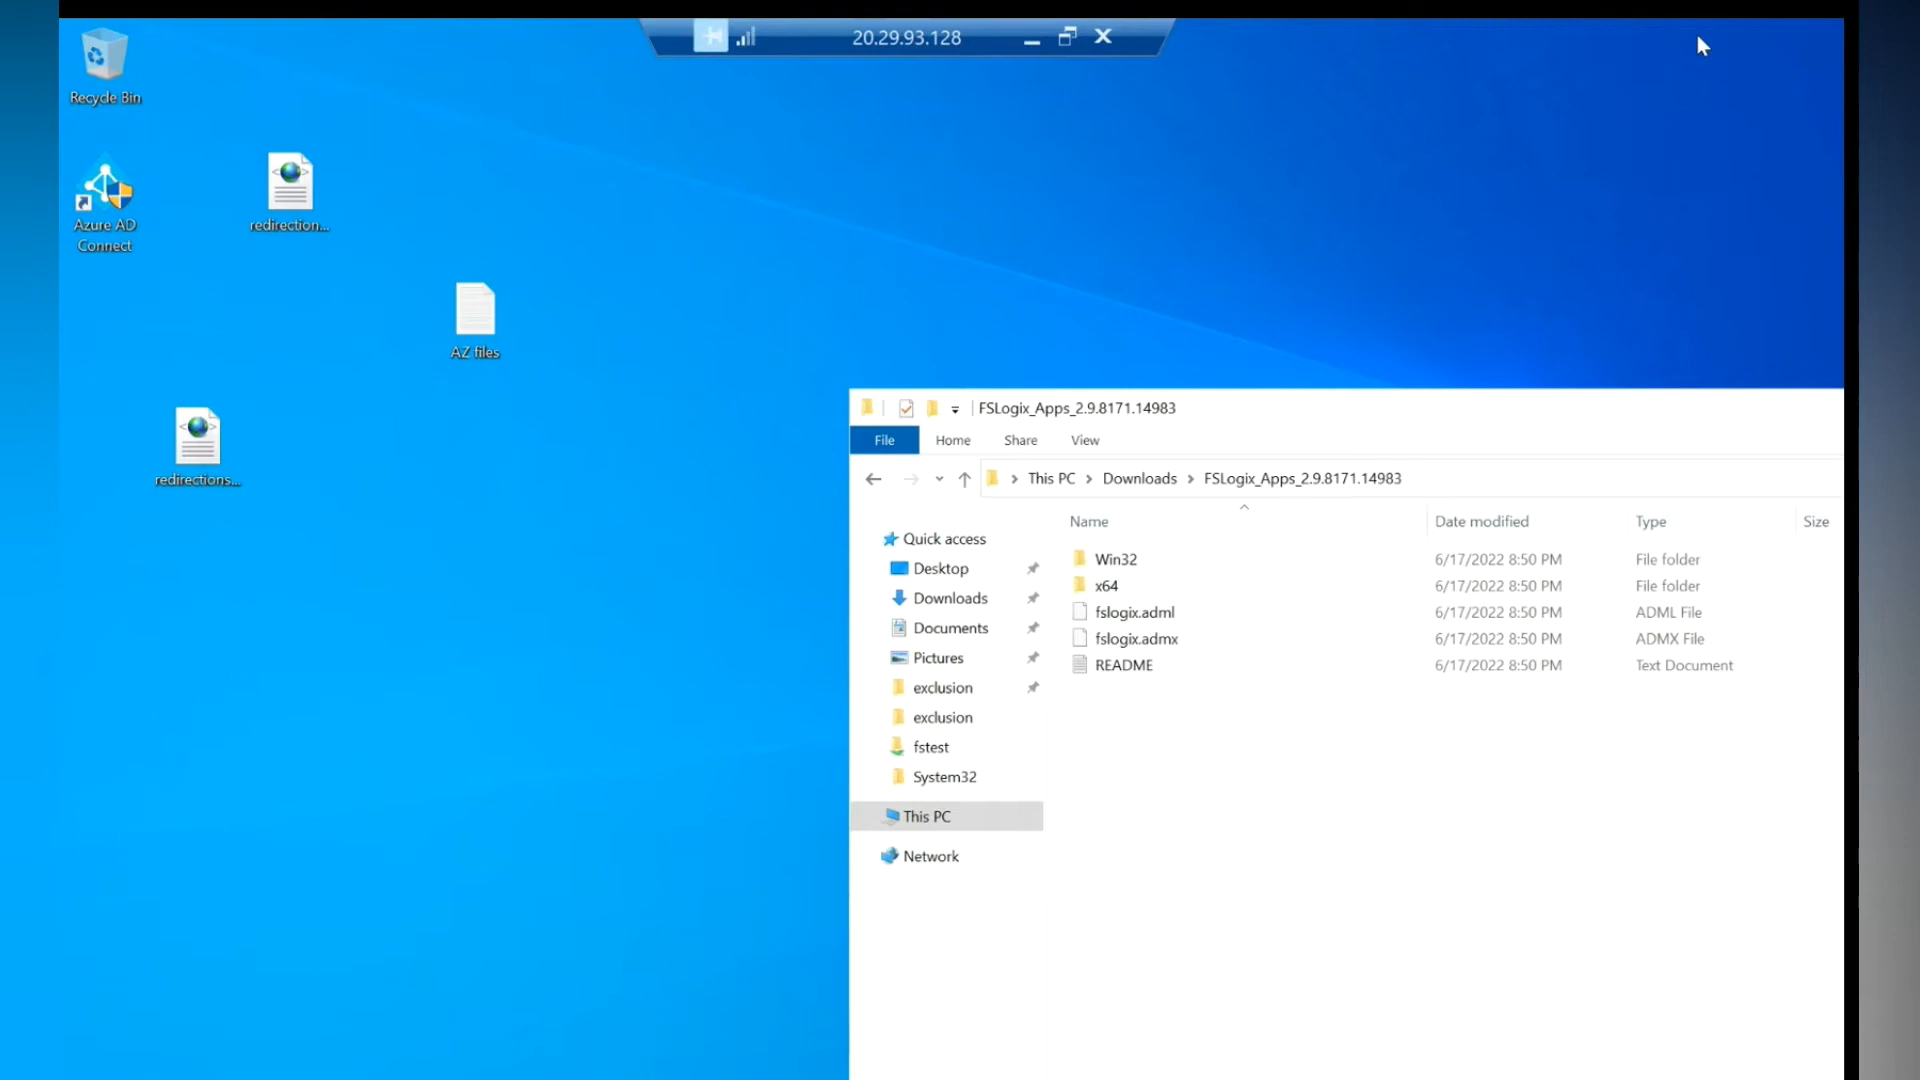 20.29.93.128
Recycle Bin
Azure AD
Connect
redirection...
AZ files
redirections...
FSLogix_Apps_2.9.8171.14983
File Home Share View
This PC Downloads FSLogix_Apps_2.9.8171.14983
Name Date modified Type Size
Quick access
Desktop
Downloads
Documents
Pictures
exclusion
exclusion
fstest
System32
This PC
Network
Win32 6/17/2022 8:50 PM File folder
x64 6/17/2022 8:50 PM File folder
fslogix.adml 6/17/2022 8:50 PM ADML File
fslogix.admx 6/17/2022 8:50 PM ADMX File
README 6/17/2022 8:50 PM Text Document